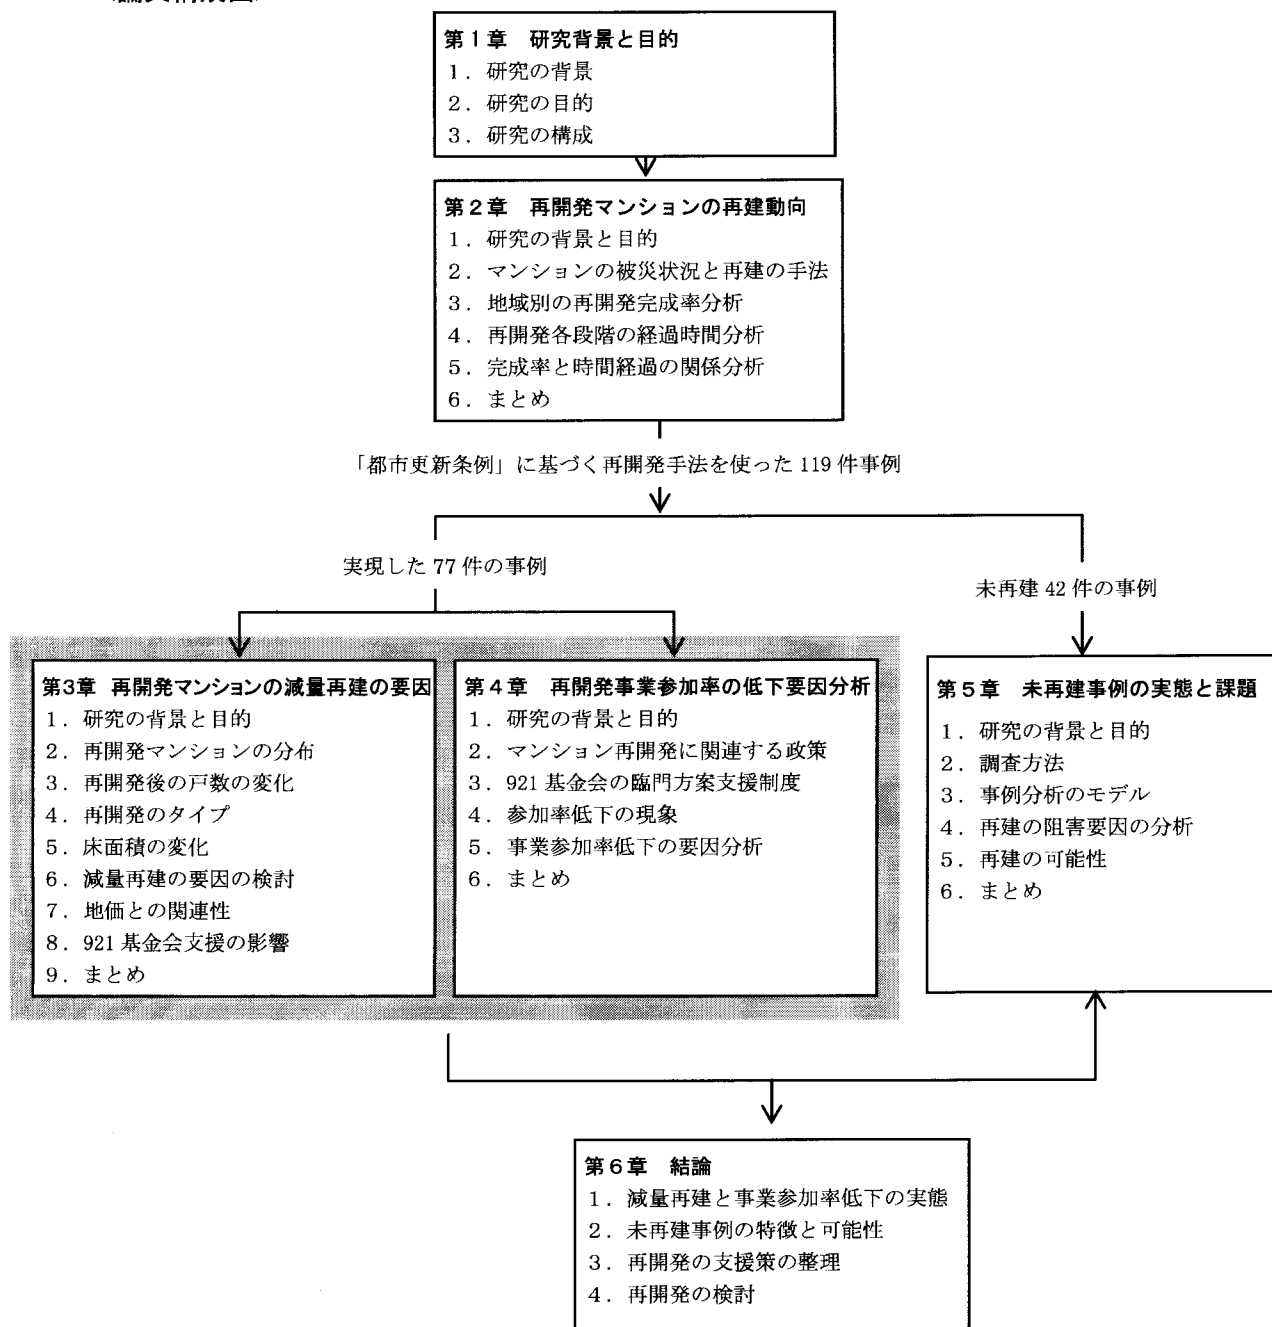 第１章　研究背景と目的
１．研究の背景
２．研究の目的
３．研究の構成
第２章　再開発マンションの再建動向
１．研究の背景と目的
２．マンションの被災状況と再建の手法
３．地域別の再開発完成率分析
４．再開発各段階の経過時間分析
５．完成率と時間経過の関係分析
６．まとめ
「都市更新条例」に基づく再開発手法を使った 119 件事例
実現した 77 件の事例
未再建 42 件の事例
第3章 再開発マンションの減量再建の要因
１．研究の背景と目的
２．再開発マンションの分布
３．再開発後の戸数の変化
４．再開発のタイプ
５．床面積の変化
６．減量再建の要因の検討
７．地価との関連性
８．921 基金会支援の影響
９．まとめ
第４章　再開発事業参加率の低下要因分析
１．研究の背景と目的
２．マンション再開発に関連する政策
３．921 基金会の臨門方案支援制度
４．参加率低下の現象
５．事業参加率低下の要因分析
６．まとめ
第５章　未再建事例の実態と課題
１．研究の背景と目的
２．調査方法
３．事例分析のモデル
４．再建の阻害要因の分析
５．再建の可能性
６．まとめ
第６章　結論
１．減量再建と事業参加率低下の実態
２．未再建事例の特徴と可能性
３．再開発の支援策の整理
４．再開発の検討